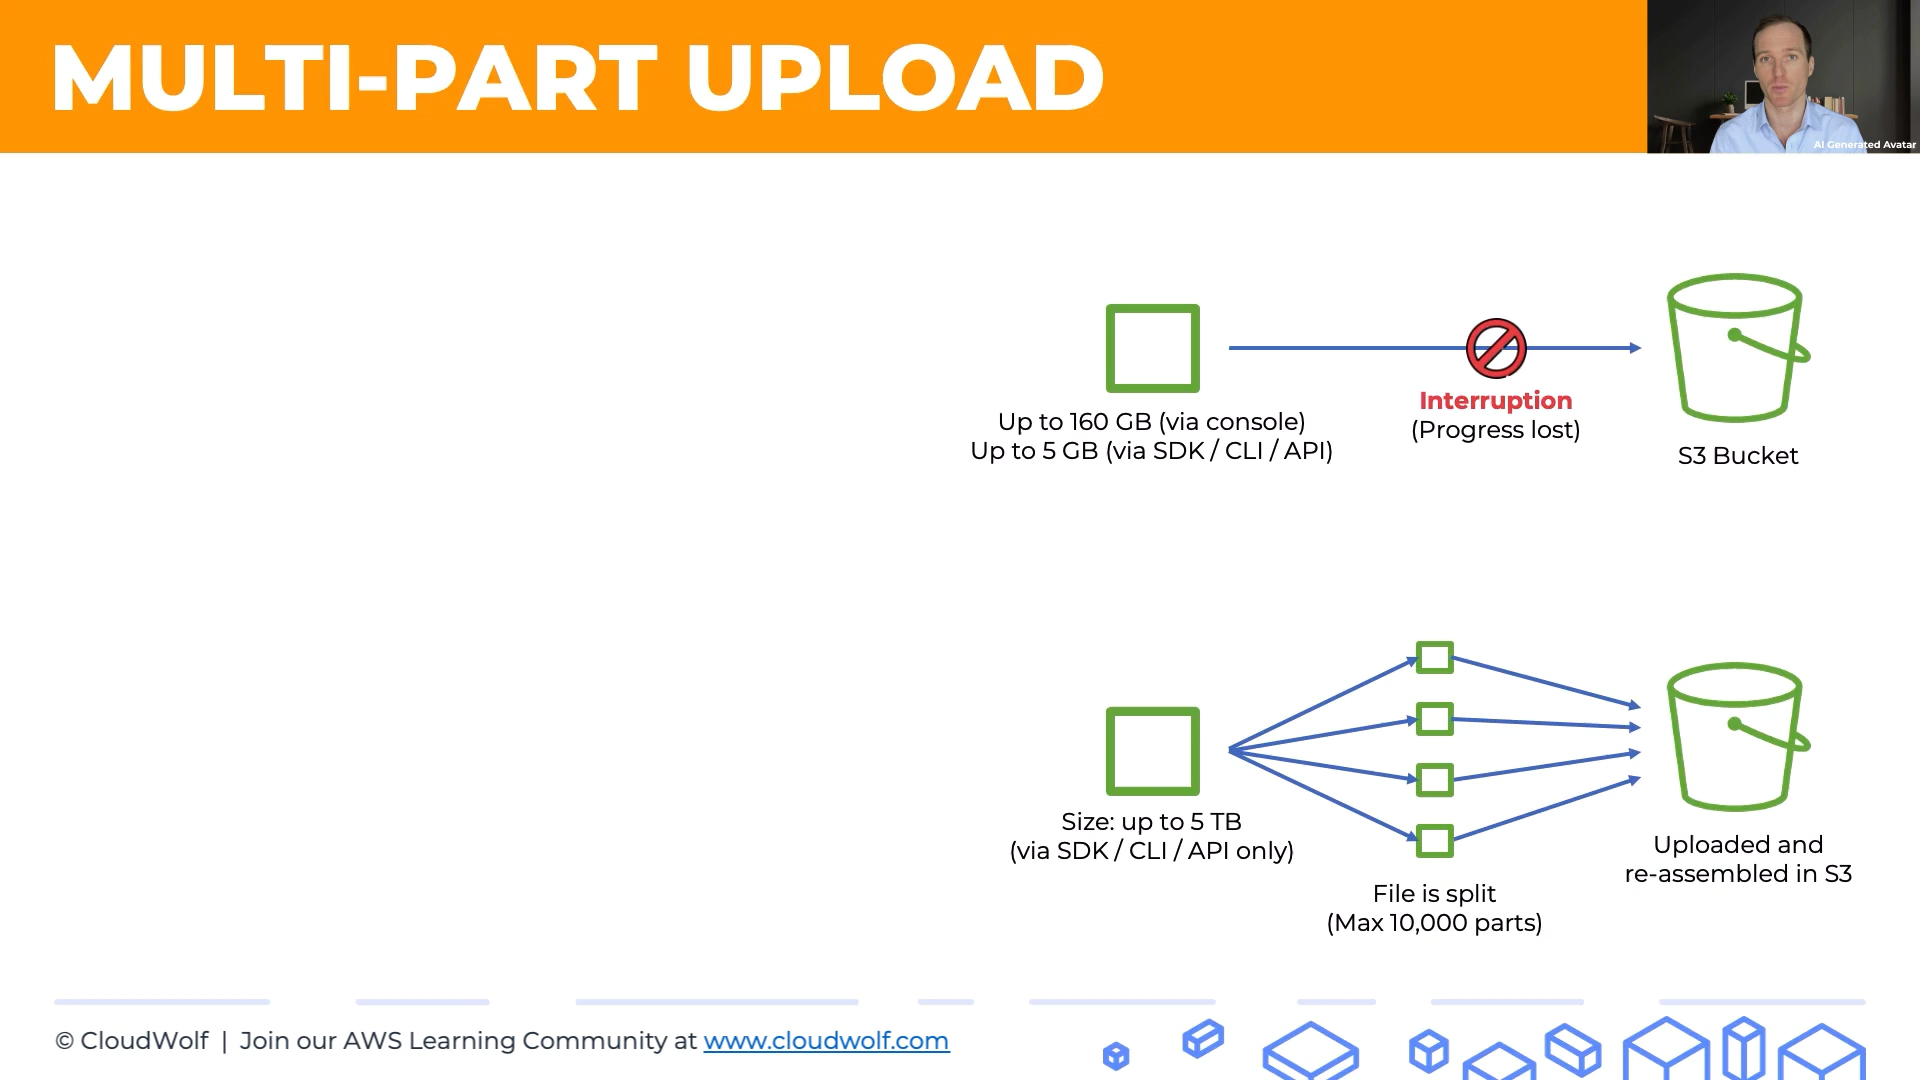 MULTI-PART UPLOAD
AI Generated Avatar
Up to 160 GB (via console)
Up to 5 GB (via SDK / CLI / API)
Interruption
(Progress lost)
S3 Bucket
Size: up to 5 TB
(via SDK / CLI / API only)
File is split
(Max 10,000 parts)
Uploaded and
re-assembled in S3
© CloudWolf | Join our AWS Learning Community at www.cloudwolf.com